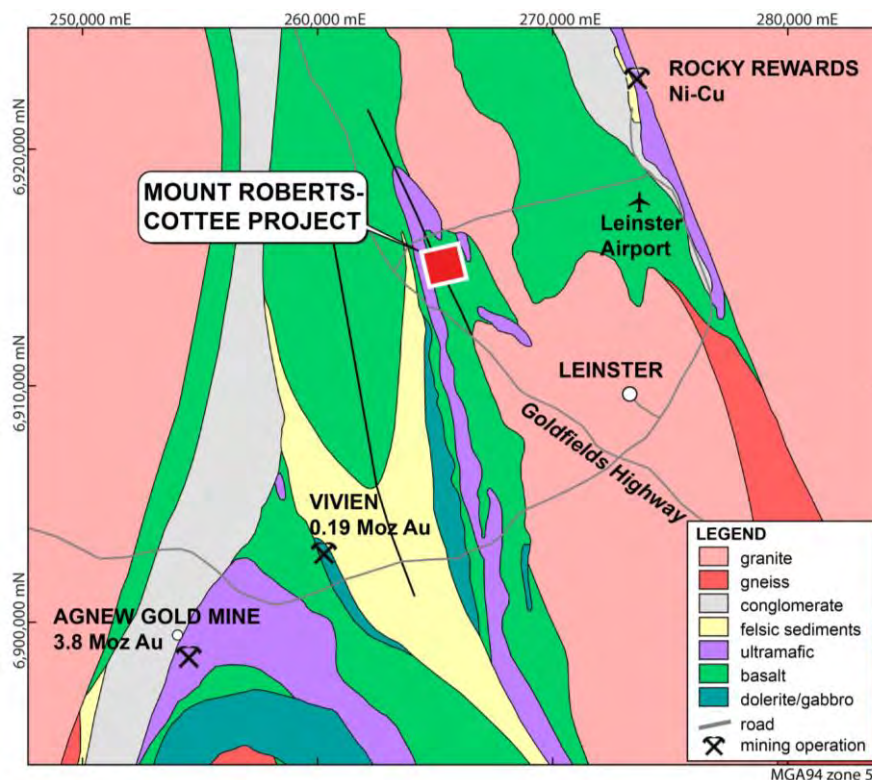 250,000 mE
260,000 mE
270,000 mE
280,000 mE
6,920,000 mN
6,910,000 mN
6,900,000 mN
ROCKY REWARDS
Ni-Cu
MOUNT ROBERTS-
COTTEE PROJECT
Leinster
Airport
LEINSTER
Goldfields Highway
VIVIEN
0.19 Moz Au
AGNEW GOLD MINE
3.8 Moz Au
LEGEND
granite
gneiss
conglomerate
felsic sediments
ultramafic
basalt
dolerite/gabbro
road
mining operation
MGA94 zone 5